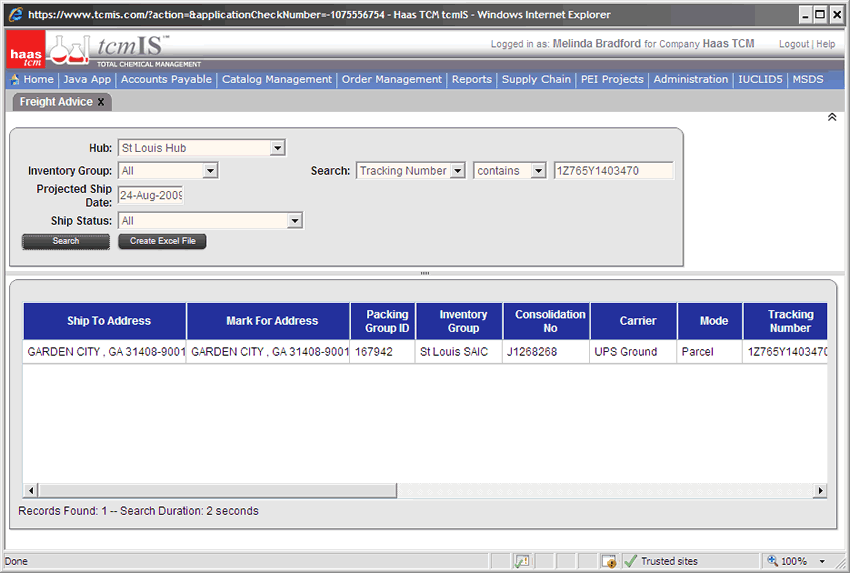 https://www.tcmis.com/?action=&applicationCheckNumber=-1075556754 - Haas TCM tcmIS - Windows Internet Explorer
haas tcm
tcmIS™
TOTAL CHEMICAL MANAGEMENT
Logged in as: Melinda Bradford for Company Haas TCM Logout | Help
Home | Java App | Accounts Payable | Catalog Management | Order Management | Reports | Supply Chain | PEI Projects | Administration | IUCLID5 | MSDS
Freight Advice X
Hub: St Louis Hub
Inventory Group: All Search: Tracking Number contains 1Z765Y1403470
Projected Ship
Date: 24-Aug-2009
Ship Status: All
Search Create Excel File
Ship To Address Mark For Address Packing Group ID Inventory Group Consolidation No Carrier Mode Tracking Number
GARDEN CITY , GA 31408-9001 GARDEN CITY , GA 31408-9001 167942 St Louis SAIC J1268268 UPS Ground Parcel 1Z765Y1403470
Records Found: 1 -- Search Duration: 2 seconds
Done Trusted sites 100%